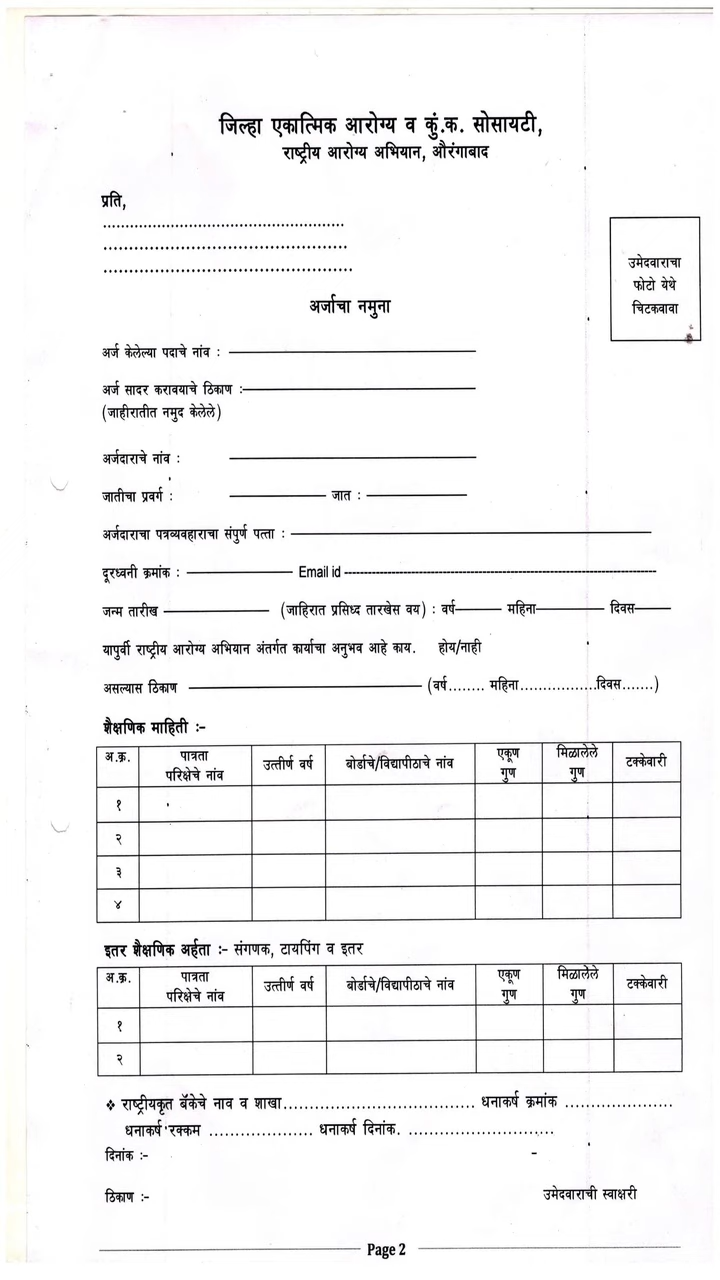 जिल्हा एकात्मिक आरोग्य व कुं.क. सोसायटी,
राष्ट्रीय आरोग्य अभियान, औरंगाबाद
प्रति,
..................................................
..................................................
..................................................
उमेदवाराचा
फोटो येथे
चिटकवावा
अर्जाचा नमुना
अर्ज केलेल्या पदाचे नांव :
अर्ज सादर करावयाचे ठिकाण :
(जाहीरातीत नमुद केलेले)
अर्जदाराचे नांव :
जातीचा प्रवर्ग : जात :
अर्जदाराचा पत्रव्यवहाराचा संपुर्ण पत्ता :
दूरध्वनी क्रमांक : Email id
जन्म तारीख (जाहिरात प्रसिध्द तारखेस वय) : वर्ष महिना दिवस
यापुर्वी राष्ट्रीय आरोग्य अभियान अंतर्गत कार्याचा अनुभव आहे काय. होय/नाही
असल्यास ठिकाण (वर्ष........ महिना.................दिवस.......)
शैक्षणिक माहिती :-
अ.क्र. पात्रता परिक्षेचे नांव उत्तीर्ण वर्ष बोर्डाचे/विद्यापीठाचे नांव एकूण गुण मिळालेले गुण टक्केवारी
१
२
३
४
इतर शैक्षणिक अर्हता :- संगणक, टायपिंग व इतर
अ.क्र. पात्रता परिक्षेचे नांव उत्तीर्ण वर्ष बोर्डाचे/विद्यापीठाचे नांव एकूण गुण मिळालेले गुण टक्केवारी
१
२
❖ राष्ट्रीयकृत बॅकेचे नाव व शाखा.................................... धनाकर्ष क्रमांक ....................
धनाकर्ष रक्कम .................... धनाकर्ष दिनांक. ...........................
दिनांक :-
ठिकाण :- उमेदवाराची स्वाक्षरी
Page 2